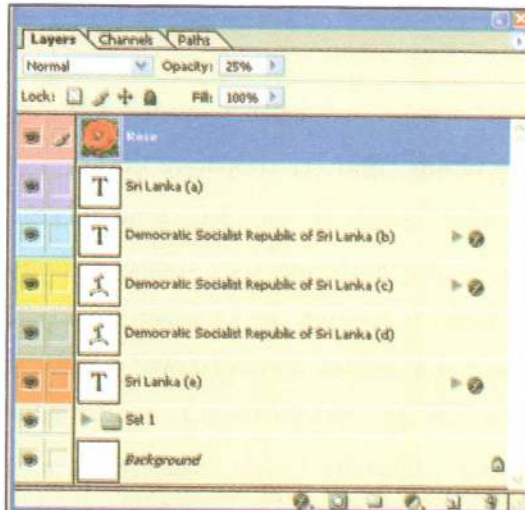 Layers Channels Paths
Normal Opacity: 25%
Lock: Fill: 100%
Rose
Sri Lanka (a)
Democratic Socialist Republic of Sri Lanka (b)
Democratic Socialist Republic of Sri Lanka (c)
Democratic Socialist Republic of Sri Lanka (d)
Sri Lanka (e)
Set 1
Background